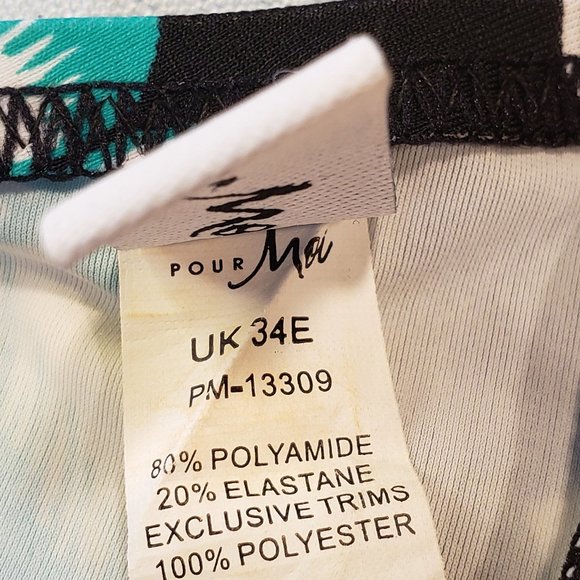 POUR Moi
UK 34E
PM-13309
80% POLYAMIDE
20% ELASTANE
EXCLUSIVE TRIMS
100% POLYESTER